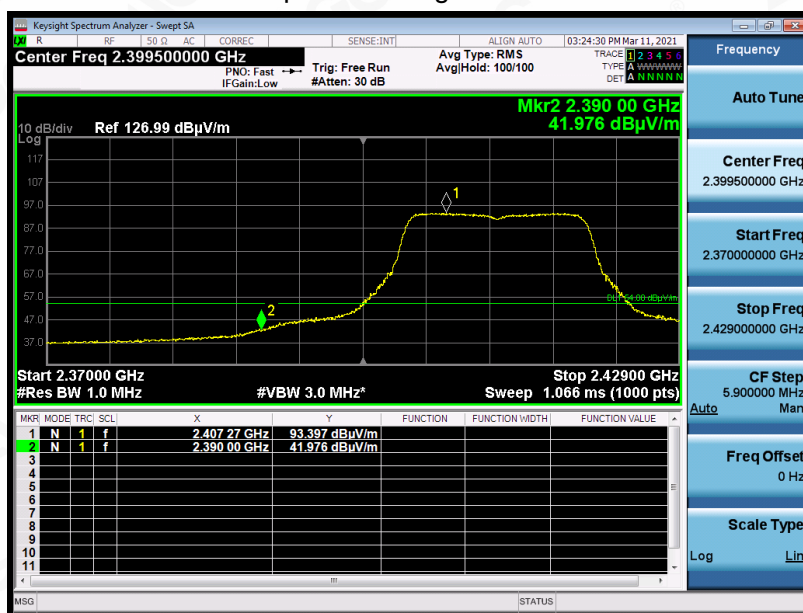 Keysight Spectrum Analyzer - Swept SA
LXI R RF 50 Ω AC CORREC SENSE:INT ALIGN AUTO 03:24:30 PM Mar 11, 2021
Center Freq 2.399500000 GHz
PNO: Fast
IFGain:Low
Trig: Free Run
#Atten: 30 dB
Avg Type: RMS
Avg|Hold: 100/100
TRACE 1 2 3 4 5 6
TYPE A WWWWW
DET A N N N N N
Mkr2 2.390 00 GHz
41.976 dBµV/m
10 dB/div Ref 126.99 dBµV/m
Log
117
107
97.0
87.0
77.0
67.0
57.0
47.0
37.0
1
2
DL1 54.00 dBµV/m
Start 2.37000 GHz Stop 2.42900 GHz
#Res BW 1.0 MHz #VBW 3.0 MHz* Sweep 1.066 ms (1000 pts)
MKR MODE TRC SCL X Y FUNCTION FUNCTION WIDTH FUNCTION VALUE
1 N 1 f 2.407 27 GHz 93.397 dBµV/m
2 N 1 f 2.390 00 GHz 41.976 dBµV/m
3
4
5
6
7
8
9
10
11
MSG STATUS
Frequency
Auto Tune
Center Freq
2.399500000 GHz
Start Freq
2.370000000 GHz
Stop Freq
2.429000000 GHz
CF Step
5.900000 MHz
Auto Man
Freq Offset
0 Hz
Scale Type
Log Lin